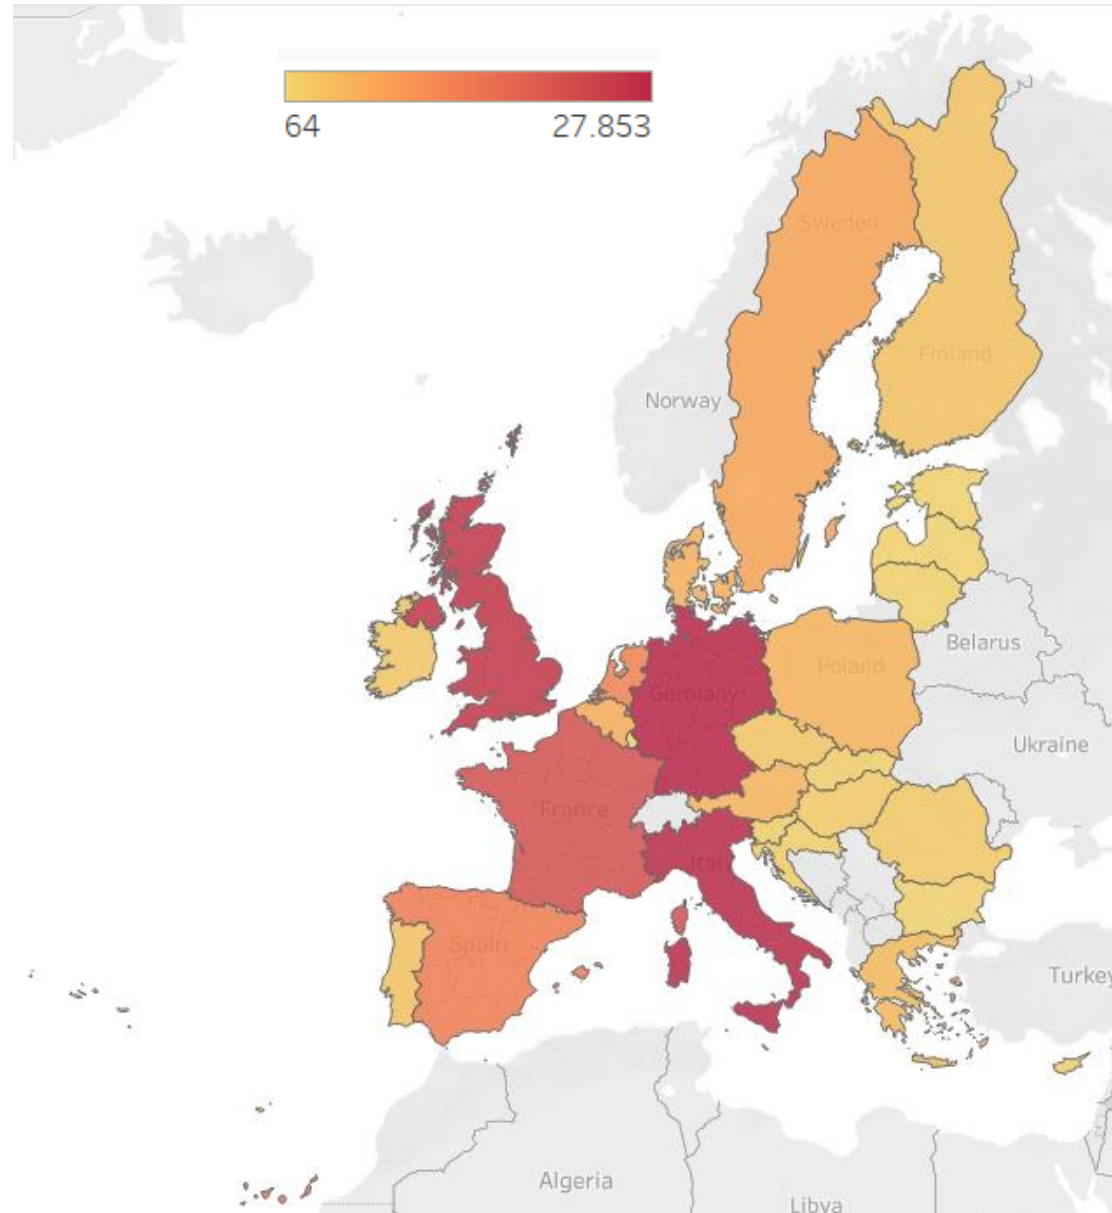 64 27.853
Sweden
Finland
Norway
Belarus
Poland
Germany
Ukraine
France
Italy
Spain
Turkey
Algeria
Libya